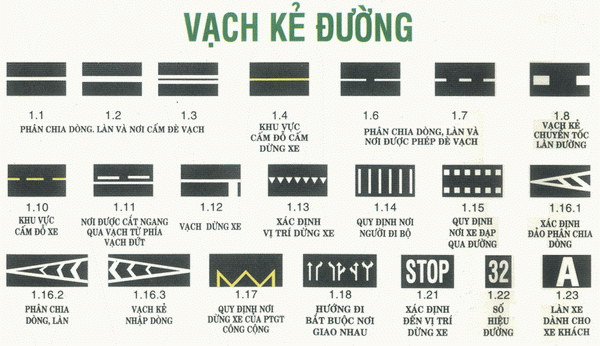 VẠCH KẺ ĐƯỜNG
1.1 1.2 1.3 1.4 1.6 1.7 1.8
PHÂN CHIA DÒNG. LÀN VÀ NƠI CẤM ĐÈ VẠCH
KHU VỰC
CẤM ĐỖ CẤM
DỪNG XE
PHÂN CHIA DÒNG, LÀN VÀ
NƠI ĐƯỢC PHÉP ĐÈ VẠCH
VẠCH KẺ
CHUYỂN TỐC
LÀN ĐƯỜNG
1.10 1.11 1.12 1.13 1.14 1.15 1.16.1
KHU VỰC
CẤM ĐỖ XE
NƠI ĐƯỢC CẮT NGANG
QUA VẠCH TỪ PHÍA
VẠCH ĐỨT
VẠCH DỪNG XE
XÁC ĐỊNH
VỊ TRÍ DỪNG XE
QUY ĐỊNH NƠI
NGƯỜI ĐI BỘ
QUY ĐỊNH
NƠI XE ĐẠP
QUA ĐƯỜNG
XÁC ĐỊNH
ĐẢO PHÂN CHIA
DÒNG
STOP 32 A
1.16.2 1.16.3 1.17 1.18 1.21 1.22 1.23
PHÂN CHIA
DÒNG, LÀN
VẠCH KẺ
NHẬP DÒNG
QUY ĐỊNH NƠI
DỪNG XE CỦA PTGT
CÔNG CỘNG
HƯỚNG ĐI
BẮT BUỘC NƠI
GIAO NHAU
XÁC ĐỊNH
ĐẾN VỊ TRÍ
DỪNG XE
SỐ
HIỆU
ĐƯỜNG
LÀN XE
DÀNH CHO
XE KHÁCH